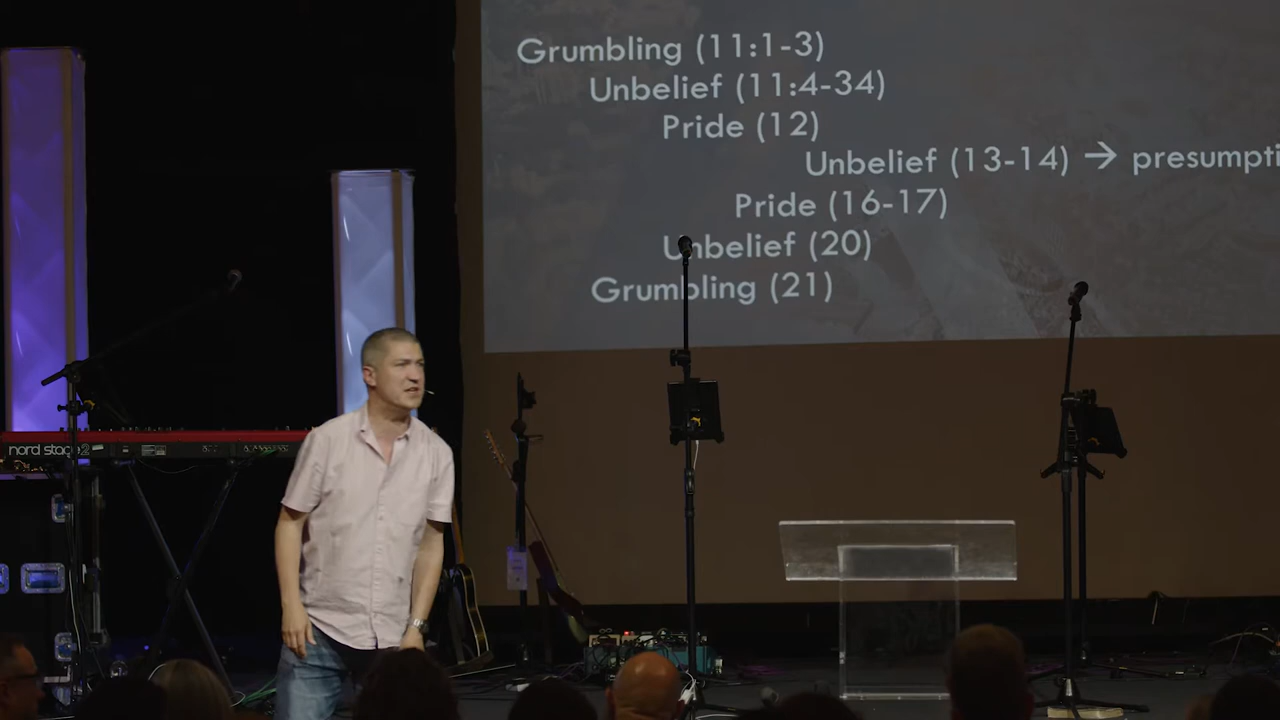 Grumbling (11:1-3)
Unbelief (11:4-34)
Pride (12)
Unbelief (13-14) → presumpti
Pride (16-17)
Unbelief (20)
Grumbling (21)
nord stage 2